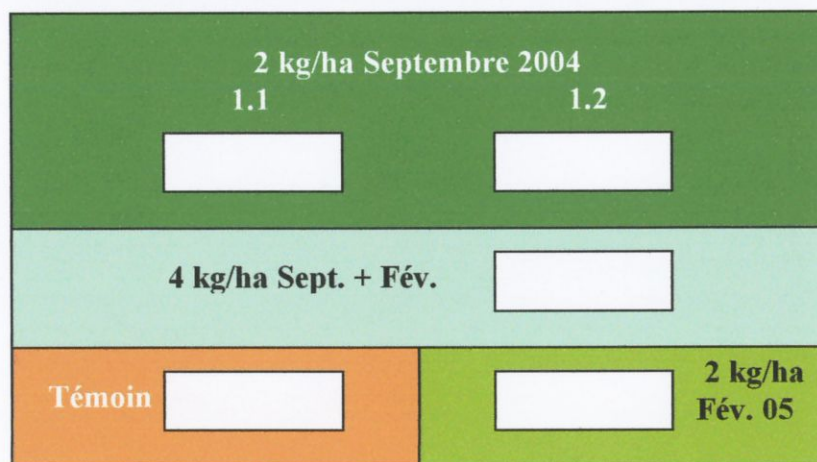 2 kg/ha Septembre 2004
1.1 1.2
4 kg/ha Sept. + Fév.
Témoin
2 kg/ha
Fév. 05